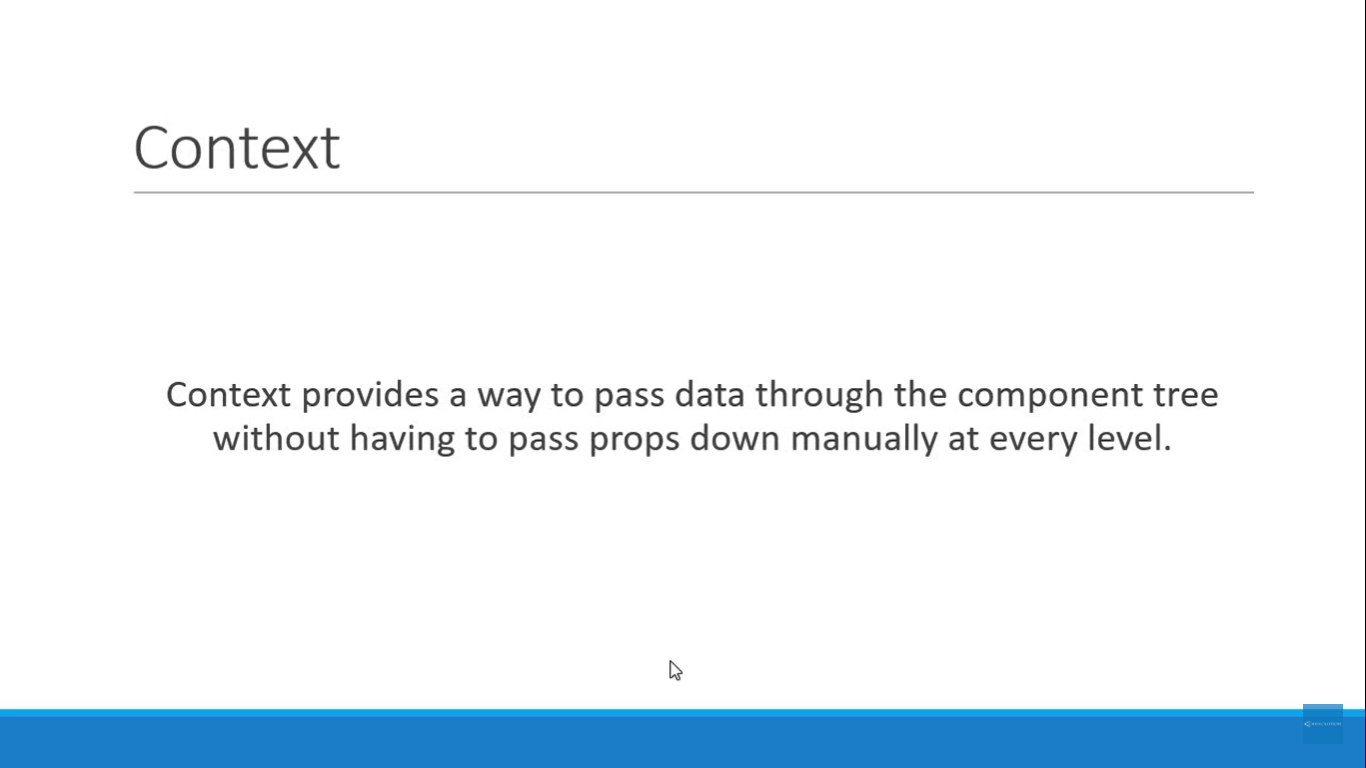 Context
Context provides a way to pass data through the component tree
without having to pass props down manually at every level.